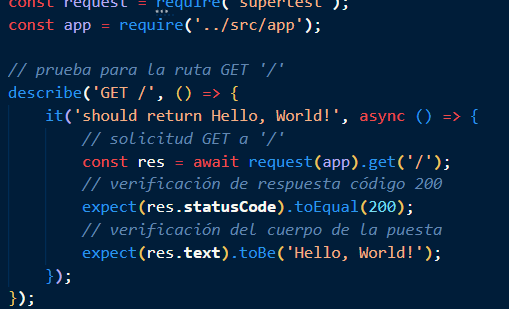 const request = require('supertest');
const app = require('../src/app');
// prueba para la ruta GET '/'
describe('GET /', () => {
it('should return Hello, World!', async () => {
// solicitud GET a '/'
const res = await request(app).get('/');
// verificación de respuesta código 200
expect(res.statusCode).toEqual(200);
// verificación del cuerpo de la puesta
expect(res.text).toBe('Hello, World!');
});
});